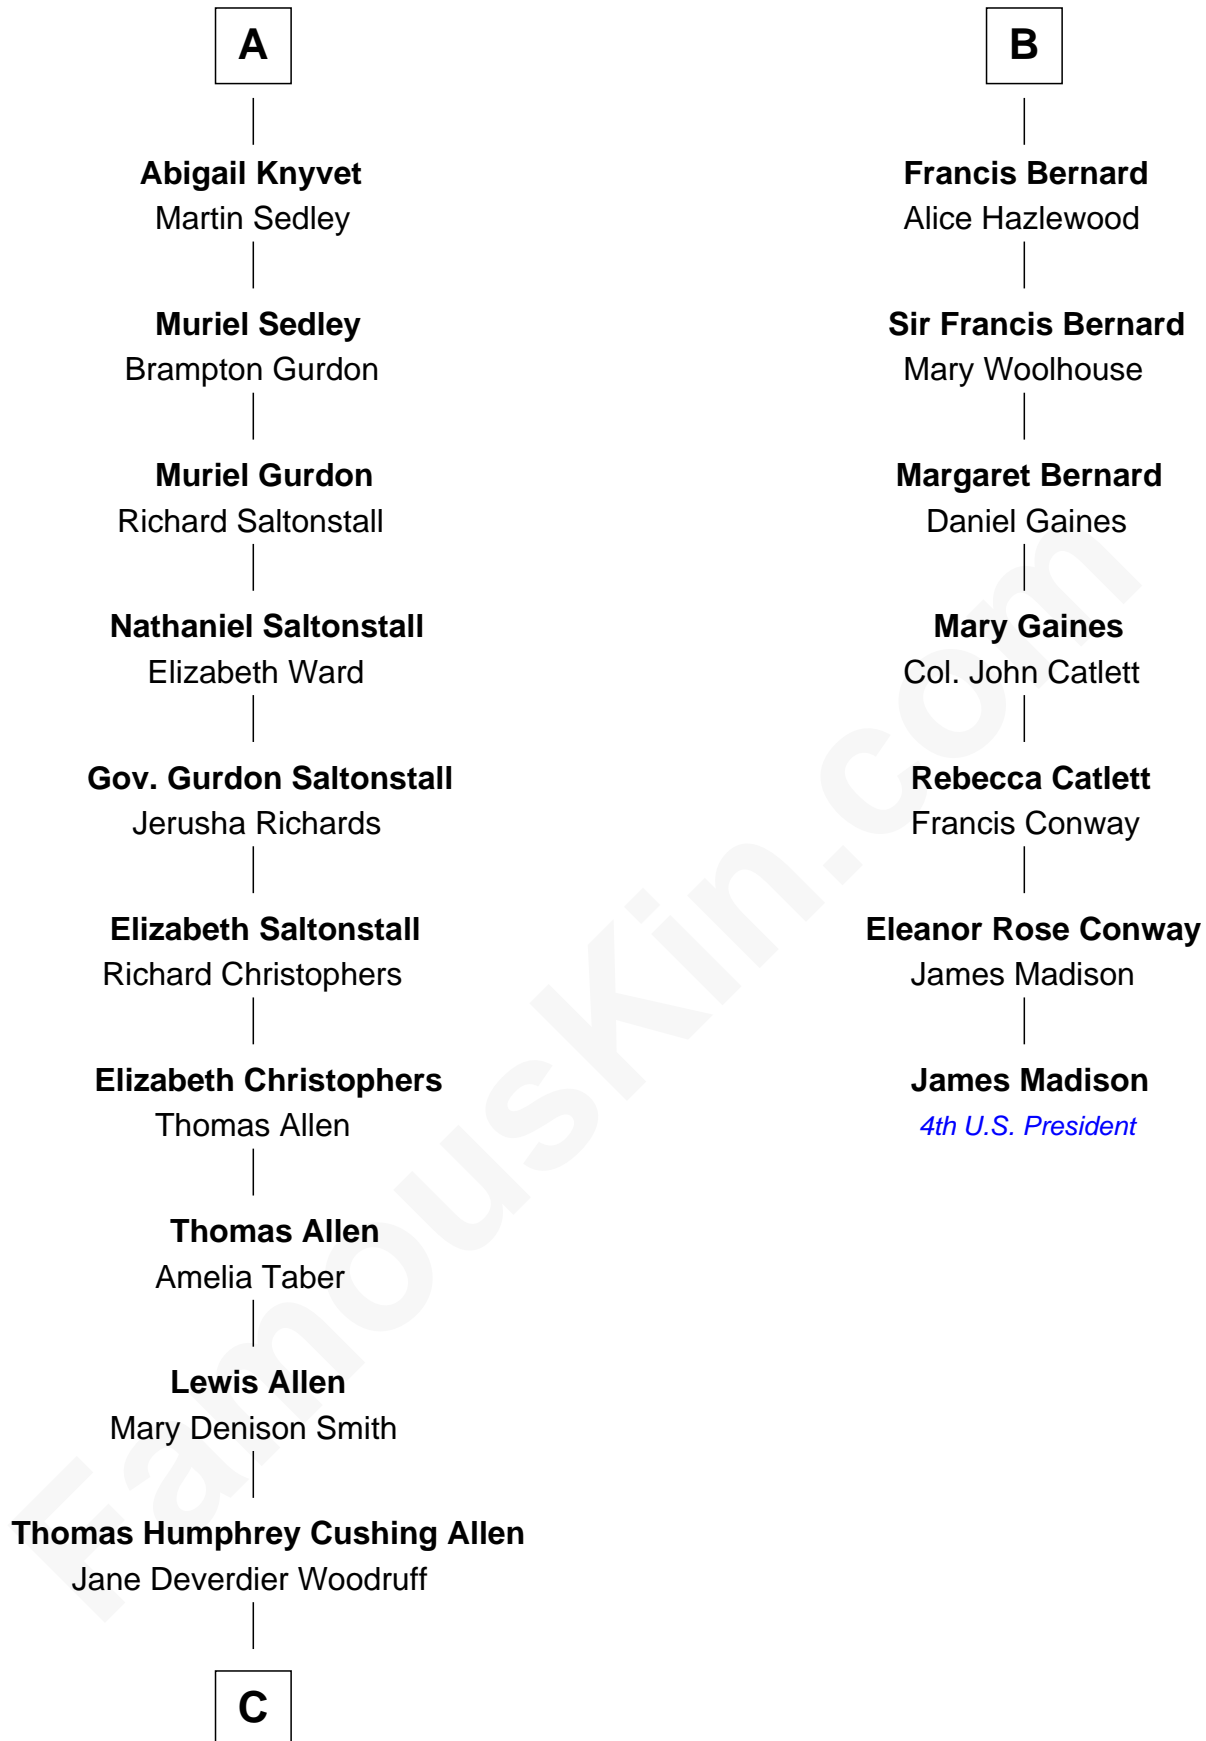 A
Abigail Knyvet
Martin Sedley
Muriel Sedley
Brampton Gurdon
Muriel Gurdon
Richard Saltonstall
Nathaniel Saltonstall
Elizabeth Ward
Gov. Gurdon Saltonstall
Jerusha Richards
Elizabeth Saltonstall
Richard Christophers
Elizabeth Christophers
Thomas Allen
Thomas Allen
Amelia Taber
Lewis Allen
Mary Denison Smith
Thomas Humphrey Cushing Allen
Jane Deverdier Woodruff
C
B
Francis Bernard
Alice Hazlewood
Sir Francis Bernard
Mary Woolhouse
Margaret Bernard
Daniel Gaines
Mary Gaines
Col. John Catlett
Rebecca Catlett
Francis Conway
Eleanor Rose Conway
James Madison
James Madison
4th U.S. President
FamousKin.com